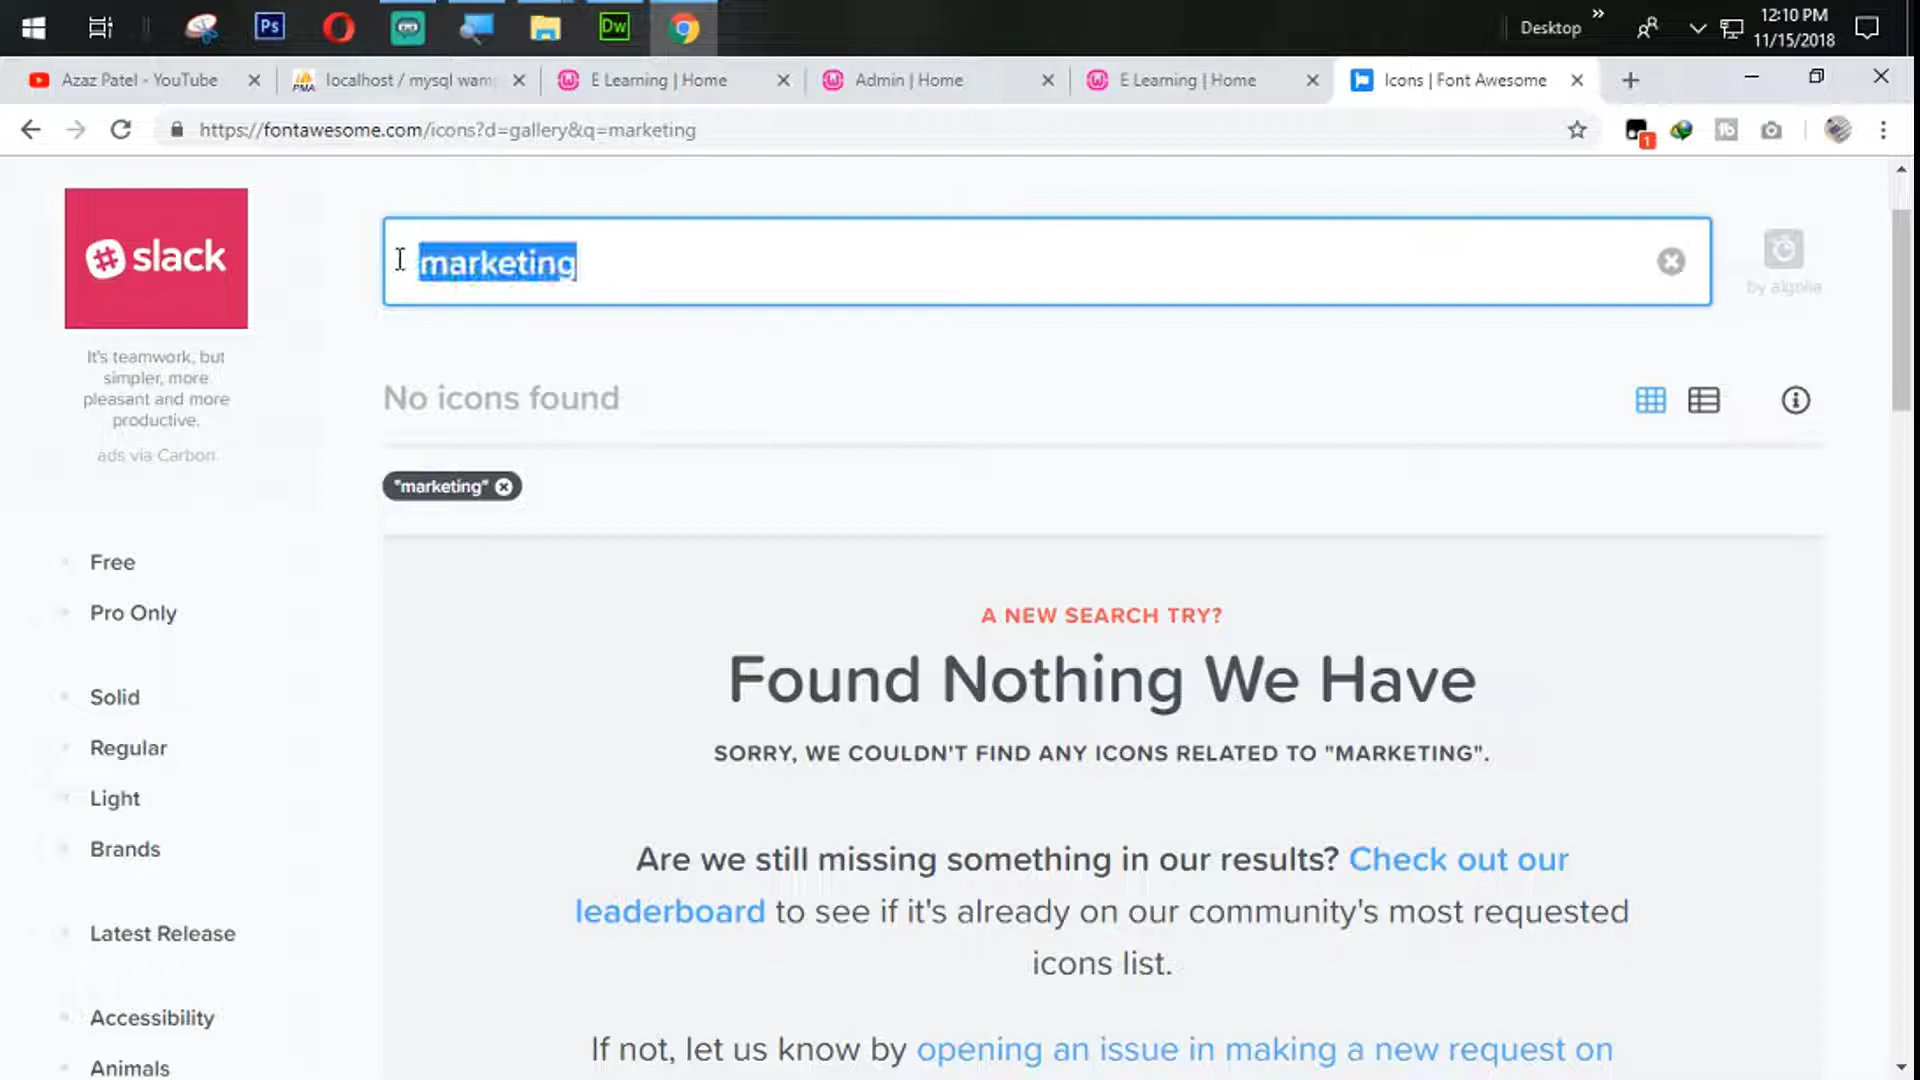 Ps
Dw
Desktop
»
12:10 PM
11/15/2018
Azaz Patel - YouTube
PMA
localhost / mysql wam
E Learning | Home
Admin | Home
E Learning | Home
Icons | Font Awesome
https://fontawesome.com/icons?d=gallery&q=marketing
1
slack
It's teamwork, but
simpler, more
pleasant and more
productive.
ads via Carbon
marketing
by algolia
No icons found
"marketing"
Free
Pro Only
Solid
Regular
Light
Brands
Latest Release
Accessibility
Animals
A NEW SEARCH TRY?
Found Nothing We Have
SORRY, WE COULDN'T FIND ANY ICONS RELATED TO "MARKETING".
Are we still missing something in our results? Check out our
leaderboard to see if it's already on our community's most requested
icons list.
If not, let us know by opening an issue in making a new request on